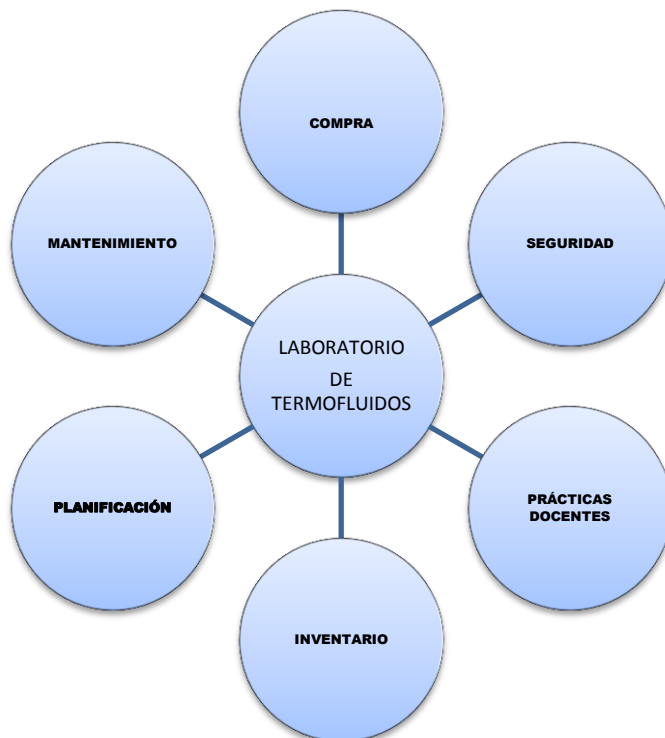 COMPRA
MANTENIMIENTO
SEGURIDAD
LABORATORIO
DE
TERMOFLUIDOS
PLANIFICACIÓN
PRÁCTICAS
DOCENTES
INVENTARIO